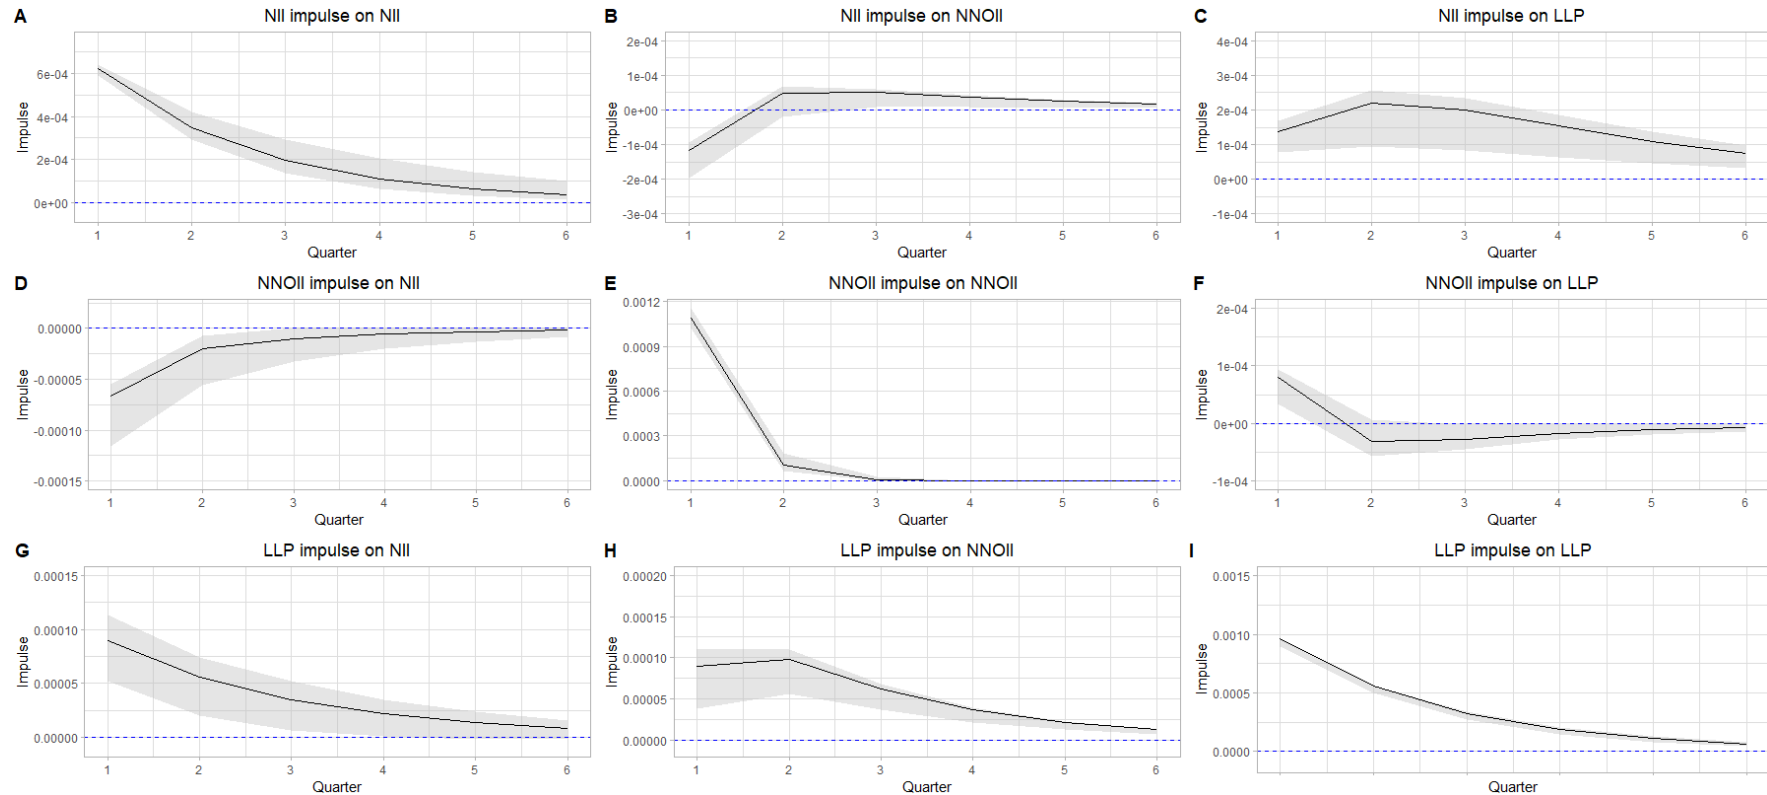 A
NII impulse on NII
Impulse
6e-04
4e-04
2e-04
0e+00
1 2 3 4 5 6
Quarter
B
NII impulse on NNOII
Impulse
2e-04
1e-04
0e+00
-1e-04
-2e-04
-3e-04
1 2 3 4 5 6
Quarter
C
NII impulse on LLP
Impulse
4e-04
3e-04
2e-04
1e-04
0e+00
-1e-04
1 2 3 4 5 6
Quarter
D
NNOII impulse on NII
Impulse
0.00000
-0.00005
-0.00010
-0.00015
1 2 3 4 5 6
Quarter
E
NNOII impulse on NNOII
Impulse
0.0012
0.0009
0.0006
0.0003
0.0000
1 2 3 4 5 6
Quarter
F
NNOII impulse on LLP
Impulse
2e-04
1e-04
0e+00
-1e-04
1 2 3 4 5 6
Quarter
G
LLP impulse on NII
Impulse
0.00015
0.00010
0.00005
0.00000
1 2 3 4 5 6
Quarter
H
LLP impulse on NNOII
Impulse
0.00020
0.00015
0.00010
0.00005
0.00000
1 2 3 4 5 6
Quarter
I
LLP impulse on LLP
Impulse
0.0015
0.0010
0.0005
0.0000
Quarter